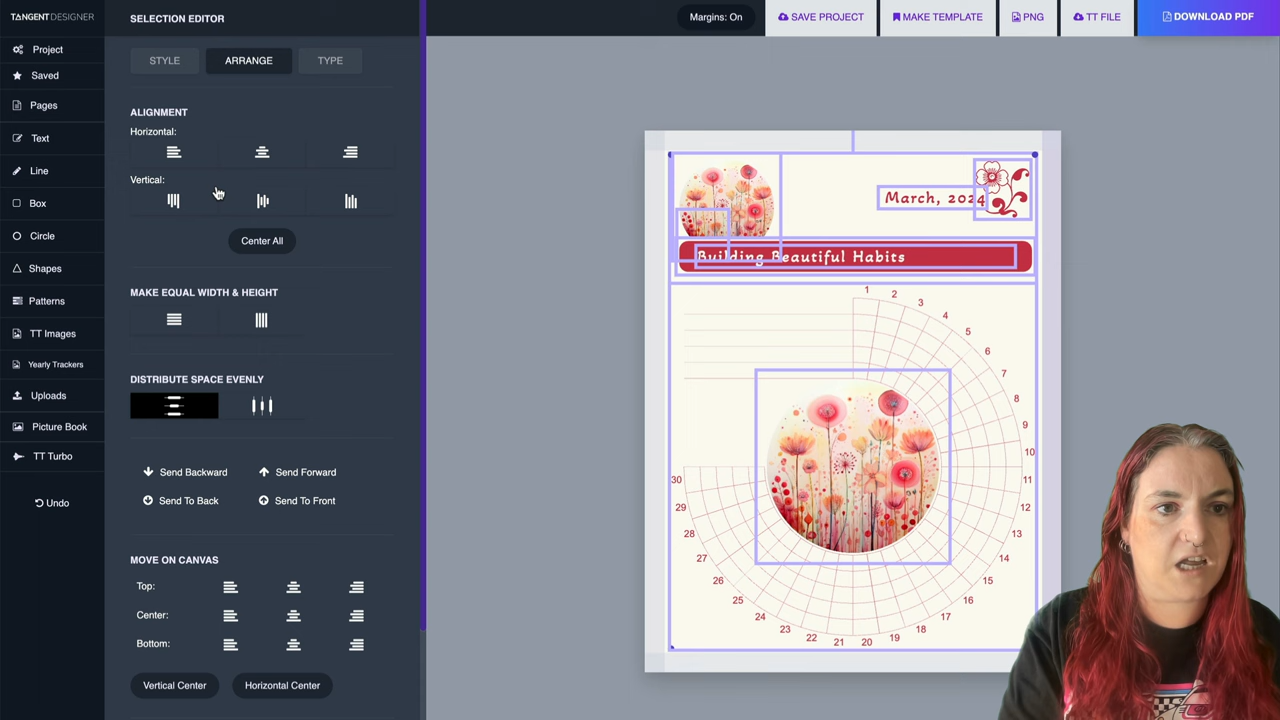 TANGENT DESIGNER
SELECTION EDITOR
Margins: On
SAVE PROJECT
MAKE TEMPLATE
PNG
TT FILE
DOWNLOAD PDF
Project
Saved
Pages
Text
Line
Box
Circle
Shapes
Patterns
TT Images
Yearly Trackers
Uploads
Picture Book
TT Turbo
Undo
STYLE
ARRANGE
TYPE
ALIGNMENT
Horizontal:
Vertical:
Center All
MAKE EQUAL WIDTH & HEIGHT
DISTRIBUTE SPACE EVENLY
Send Backward
Send Forward
Send To Back
Send To Front
MOVE ON CANVAS
Top:
Center:
Bottom:
Vertical Center
Horizontal Center
March, 2024
Building Beautiful Habits
1
2
3
4
5
6
7
8
9
10
11
12
13
14
15
16
17
18
19
20
21
22
23
24
25
26
27
28
29
30